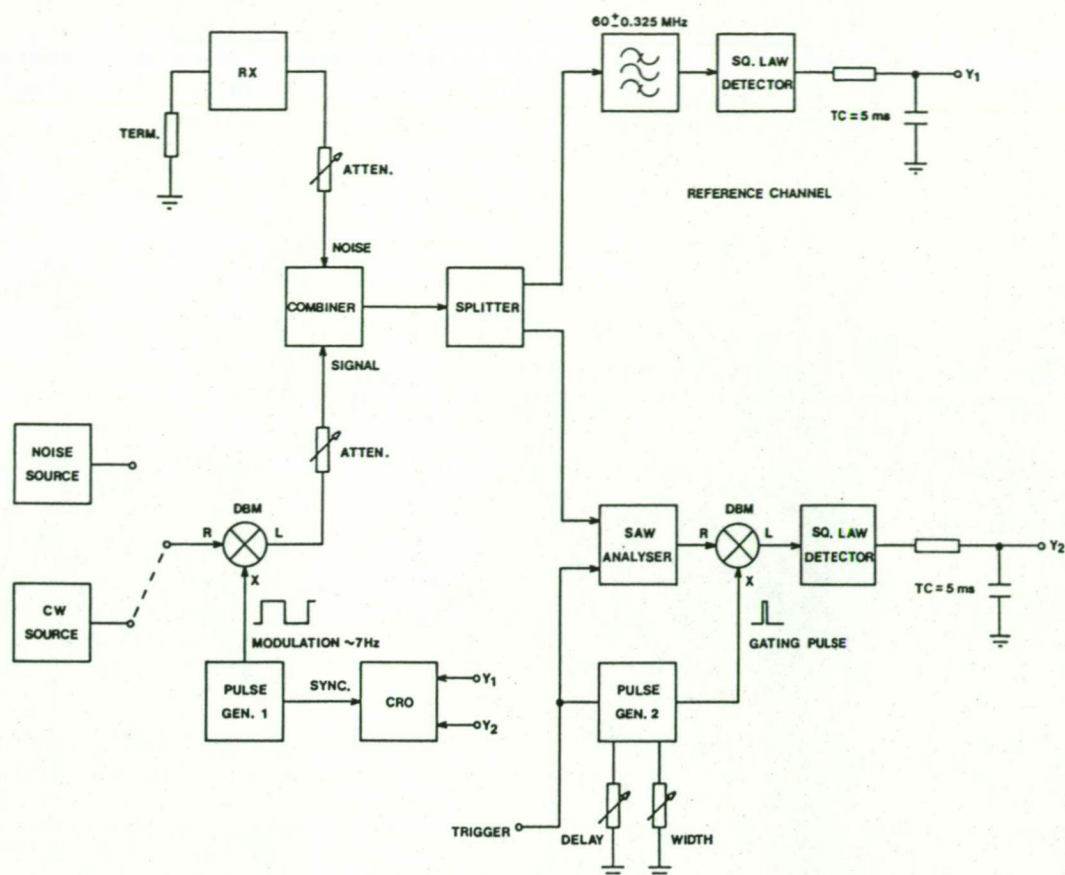 60 ± 0.325 MHz
RX
SQ. LAW
DETECTOR
Y1
TERM.
TC = 5 ms
ATTEN.
REFERENCE CHANNEL
NOISE
COMBINER
SPLITTER
SIGNAL
ATTEN.
NOISE
SOURCE
DBM
R
L
X
CW
SOURCE
MODULATION ~7Hz
SAW
ANALYSER
DBM
R
L
X
SQ. LAW
DETECTOR
Y2
TC = 5 ms
GATING PULSE
PULSE
GEN. 1
SYNC.
CRO
Y1
Y2
PULSE
GEN. 2
TRIGGER
DELAY
WIDTH